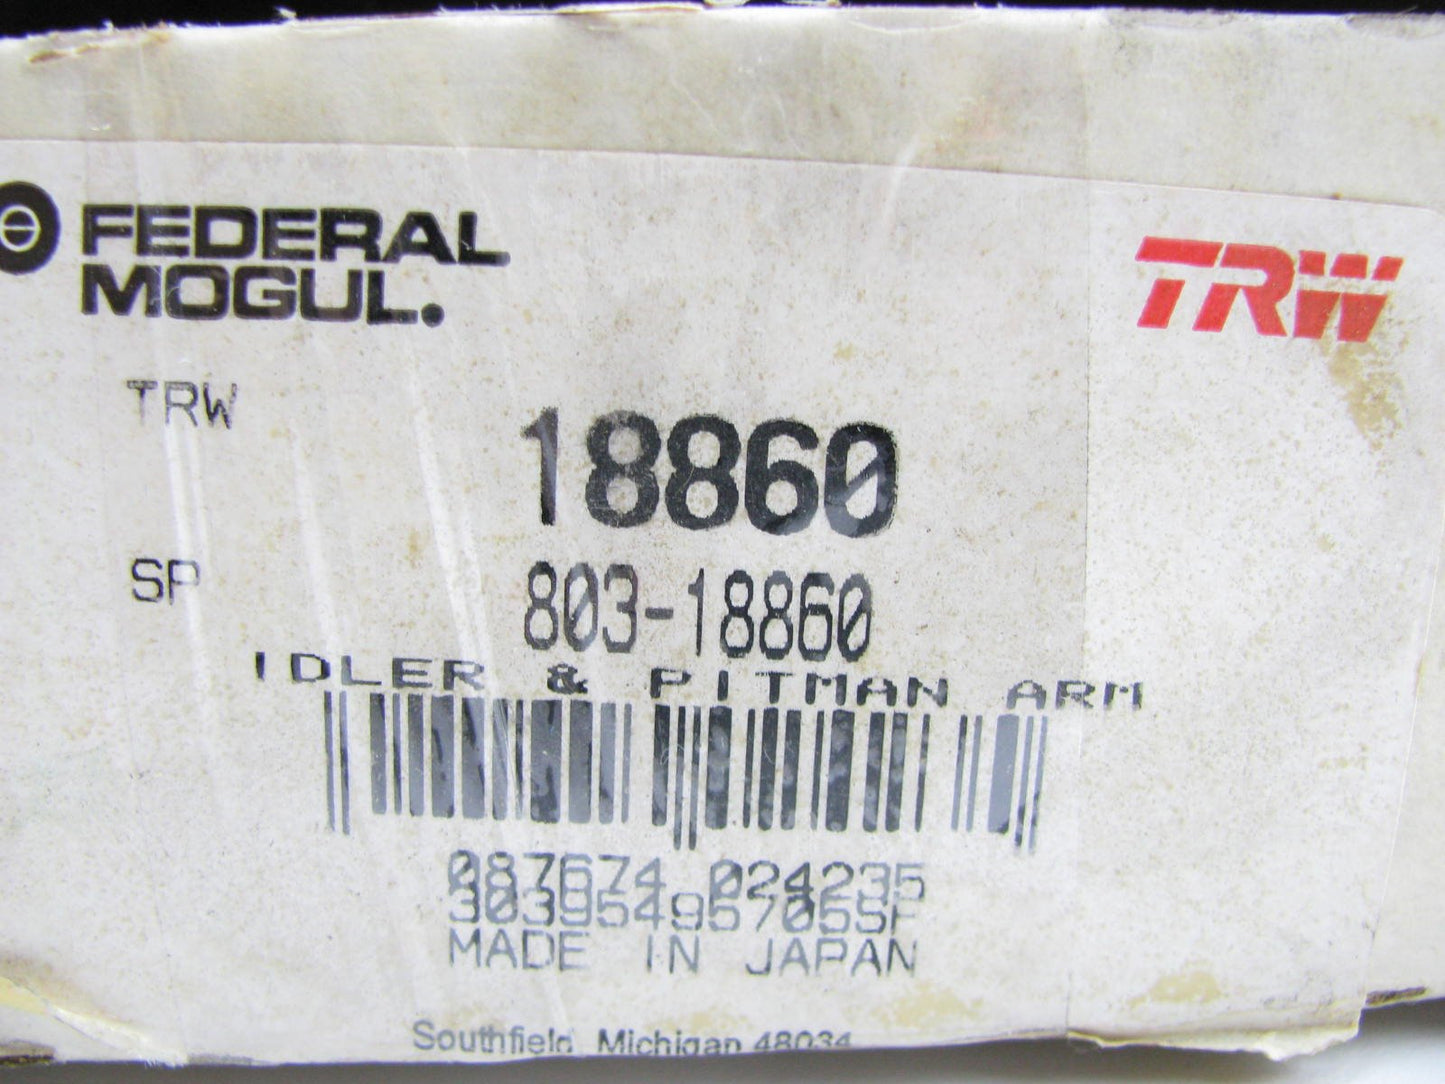 FEDERAL
MOGUL.
TRW
TRW 18860
SP 803-18860
IDLER & PITMAN ARM
087674 024235
30395495705SF
MADE IN JAPAN
Southfield Michigan 48034